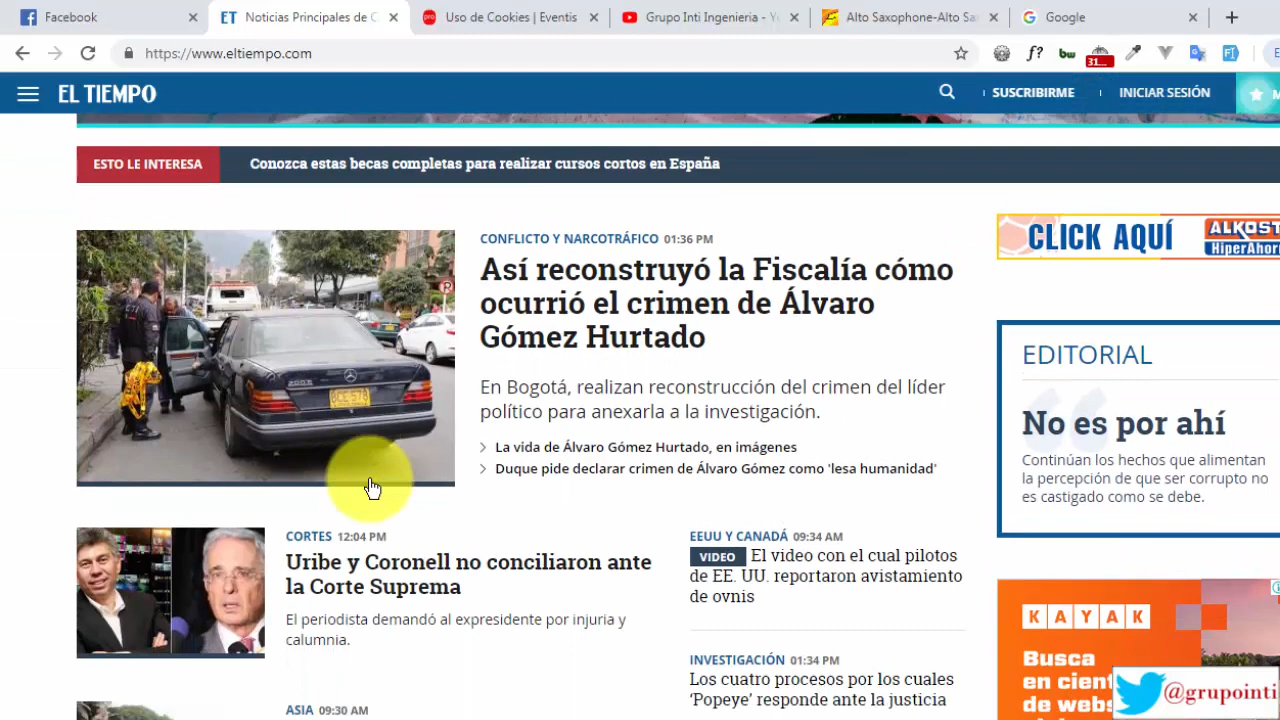 Facebook
Noticias Principales de C
Uso de Cookies | Eventis
Grupo Inti Ingenieria - Y
Alto Saxophone-Alto Sa
Google
https://www.eltiempo.com
31...
EL TIEMPO
SUSCRIBIRME
INICIAR SESIÓN
ESTO LE INTERESA
Conozca estas becas completas para realizar cursos cortos en España
CONFLICTO Y NARCOTRÁFICO 01:36 PM
Así reconstruyó la Fiscalía cómo
ocurrió el crimen de Álvaro
Gómez Hurtado
En Bogotá, realizan reconstrucción del crimen del líder
político para anexarla a la investigación.
La vida de Álvaro Gómez Hurtado, en imágenes
Duque pide declarar crimen de Álvaro Gómez como 'lesa humanidad'
CLICK AQUÍ
ALKOST
HiperAhor
EDITORIAL
No es por ahí
Continúan los hechos que alimentan
la percepción de que ser corrupto no
es castigado como se debe.
CORTES 12:04 PM
Uribe y Coronell no conciliaron ante
la Corte Suprema
El periodista demandó al expresidente por injuria y
calumnia.
EEUU Y CANADÁ 09:34 AM
VIDEO El video con el cual pilotos
de EE. UU. reportaron avistamiento
de ovnis
INVESTIGACIÓN 01:34 PM
Los cuatro procesos por los cuales
‘Popeye’ responde ante la justicia
ASIA 09:30 AM
KAYAK
Busca
en cient
de webs
@grupointi